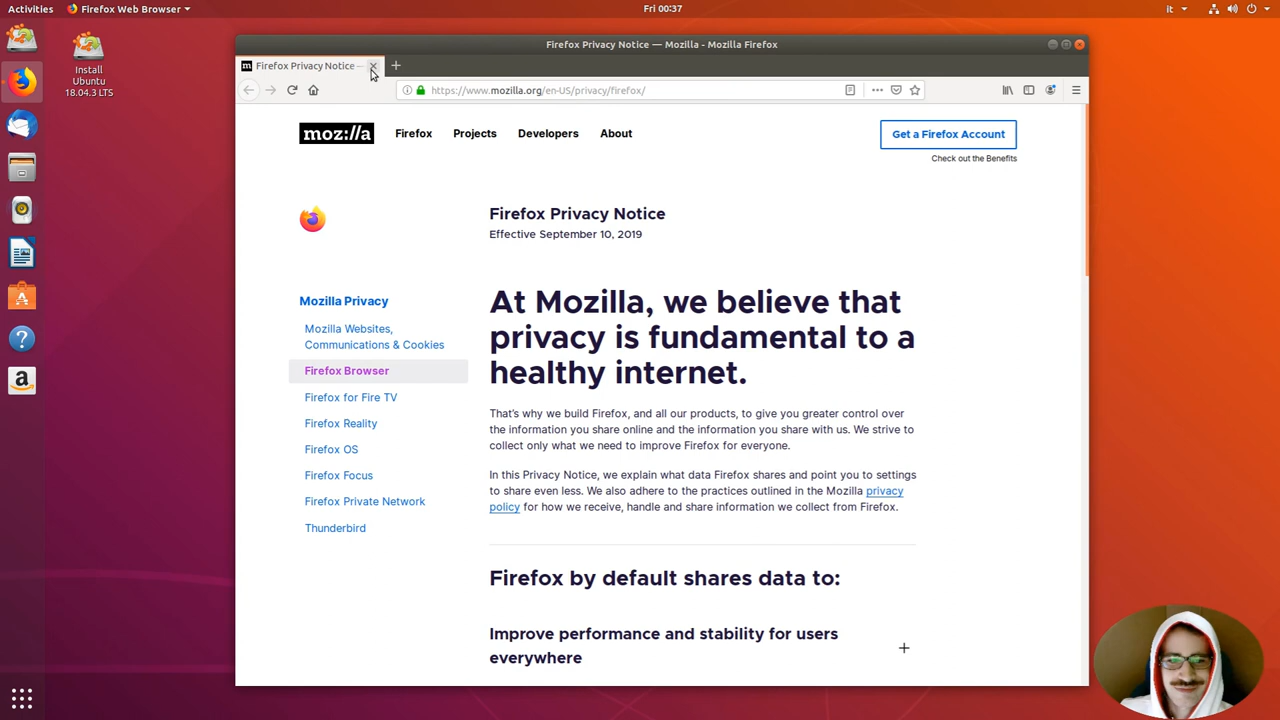 Activities
Firefox Web Browser
Fri 00:37
it
Install
Ubuntu
18.04.3 LTS
Firefox Privacy Notice — Mozilla - Mozilla Firefox
Firefox Privacy Notice —
https://www.mozilla.org/en-US/privacy/firefox/
moz://a
Firefox
Projects
Developers
About
Get a Firefox Account
Check out the Benefits
Firefox Privacy Notice
Effective September 10, 2019
Mozilla Privacy
Mozilla Websites,
Communications & Cookies
Firefox Browser
Firefox for Fire TV
Firefox Reality
Firefox OS
Firefox Focus
Firefox Private Network
Thunderbird
At Mozilla, we believe that
privacy is fundamental to a
healthy internet.
That's why we build Firefox, and all our products, to give you greater control over
the information you share online and the information you share with us. We strive to
collect only what we need to improve Firefox for everyone.
In this Privacy Notice, we explain what data Firefox shares and point you to settings
to share even less. We also adhere to the practices outlined in the Mozilla privacy
policy for how we receive, handle and share information we collect from Firefox.
Firefox by default shares data to:
Improve performance and stability for users
everywhere